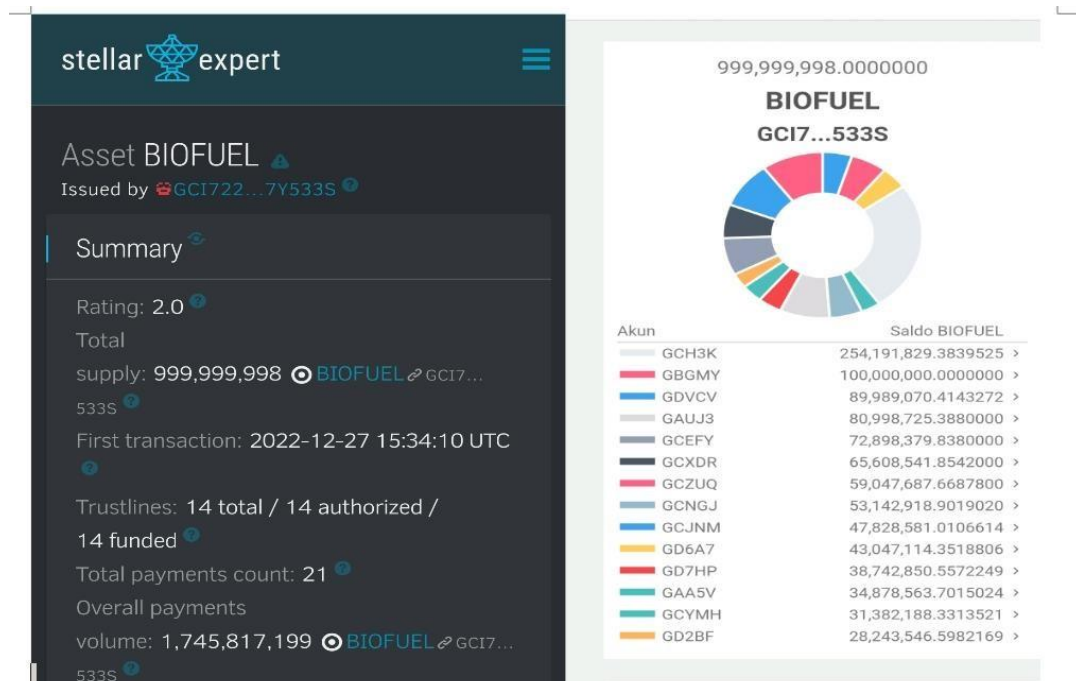 stellar expert
Asset BIOFUEL
Issued by GCI722...7Y533S
Summary
Rating: 2.0
Total
supply: 999,999,998 BIOFUEL GCI7...
533S
First transaction: 2022-12-27 15:34:10 UTC
Trustlines: 14 total / 14 authorized /
14 funded
Total payments count: 21
Overall payments
volume: 1,745,817,199 BIOFUEL GCI7...
533S
999,999,998.0000000
BIOFUEL
GCI7...533S
Akun Saldo BIOFUEL
GCH3K 254,191,829.3839525 >
GBGMY 100,000,000.0000000 >
GDVCV 89,989,070.4143272 >
GAUJ3 80,998,725.3880000 >
GCEFY 72,898,379.8380000 >
GCXDR 65,608,541.8542000 >
GCZUQ 59,047,687.6687800 >
GCNGJ 53,142,918.9019020 >
GCJNM 47,828,581.0106614 >
GD6A7 43,047,114.3518806 >
GD7HP 38,742,850.5572249 >
GAA5V 34,878,563.7015024 >
GCYMH 31,382,188.3313521 >
GD2BF 28,243,546.5982169 >